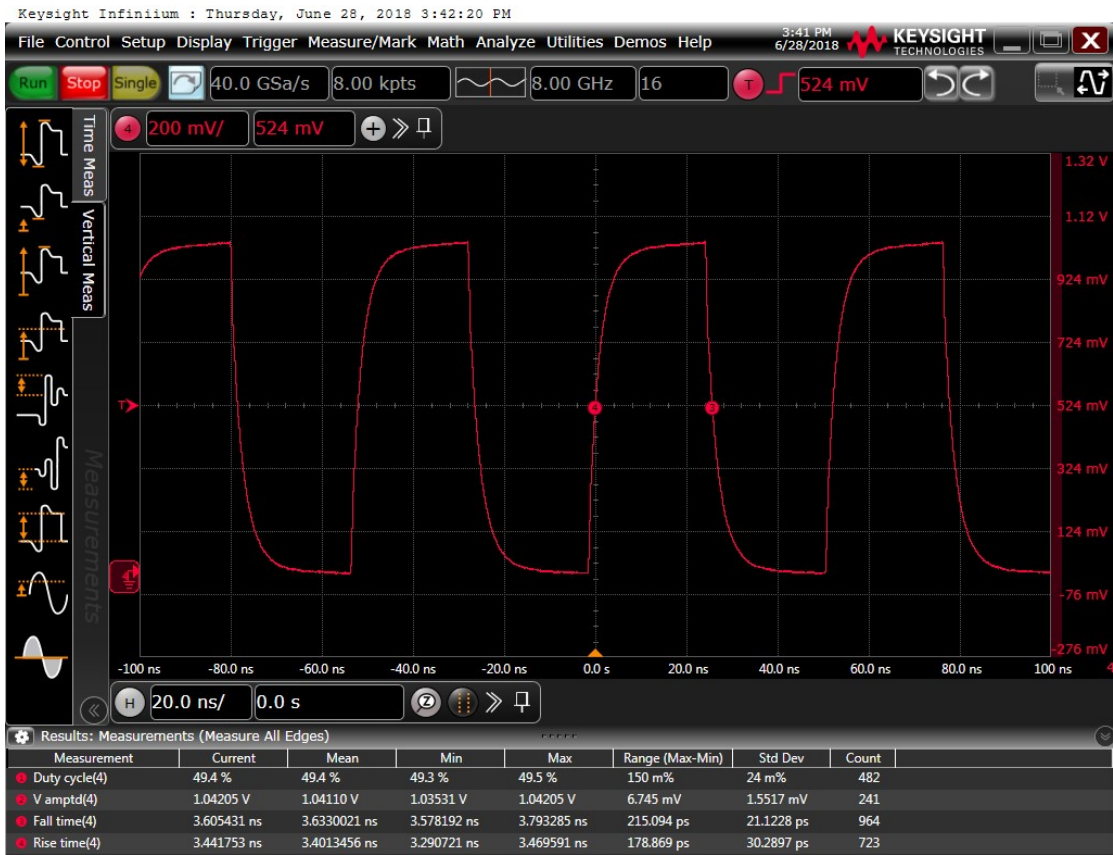 Keysight Infiniium : Thursday, June 28, 2018 3:42:20 PM
File Control Setup Display Trigger Measure/Mark Math Analyze Utilities Demos Help 3:41 PM 6/28/2018 KEYSIGHT TECHNOLOGIES X
Run Stop Single 40.0 GSa/s 8.00 kpts 8.00 GHz 16 T 524 mV
4 200 mV/ 524 mV
Time Meas
Vertical Meas
Measurements
1.32 V
1.12 V
924 mV
724 mV
T 4 3 524 mV
324 mV
124 mV
-76 mV
-276 mV
-100 ns -80.0 ns -60.0 ns -40.0 ns -20.0 ns 0.0 s 20.0 ns 40.0 ns 60.0 ns 80.0 ns 100 ns 4
H 20.0 ns/ 0.0 s Z
Results: Measurements (Measure All Edges)
Measurement Current Mean Min Max Range (Max-Min) Std Dev Count
1 Duty cycle(4) 49.4 % 49.4 % 49.3 % 49.5 % 150 m% 24 m% 482
2 V amptd(4) 1.04205 V 1.04110 V 1.03531 V 1.04205 V 6.745 mV 1.5517 mV 241
3 Fall time(4) 3.605431 ns 3.6330021 ns 3.578192 ns 3.793285 ns 215.094 ps 21.1228 ps 964
4 Rise time(4) 3.441753 ns 3.4013456 ns 3.290721 ns 3.469591 ns 178.869 ps 30.2897 ps 723